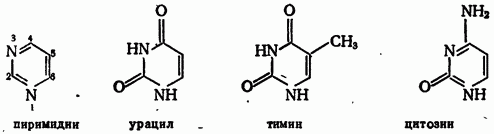 O
O
NH₂
3
N
4
5
2
6
N
1
HN
O
NH
HN
CH₃
O
NH
N
O
NH
пиримидин
урацил
тимин
цитозин